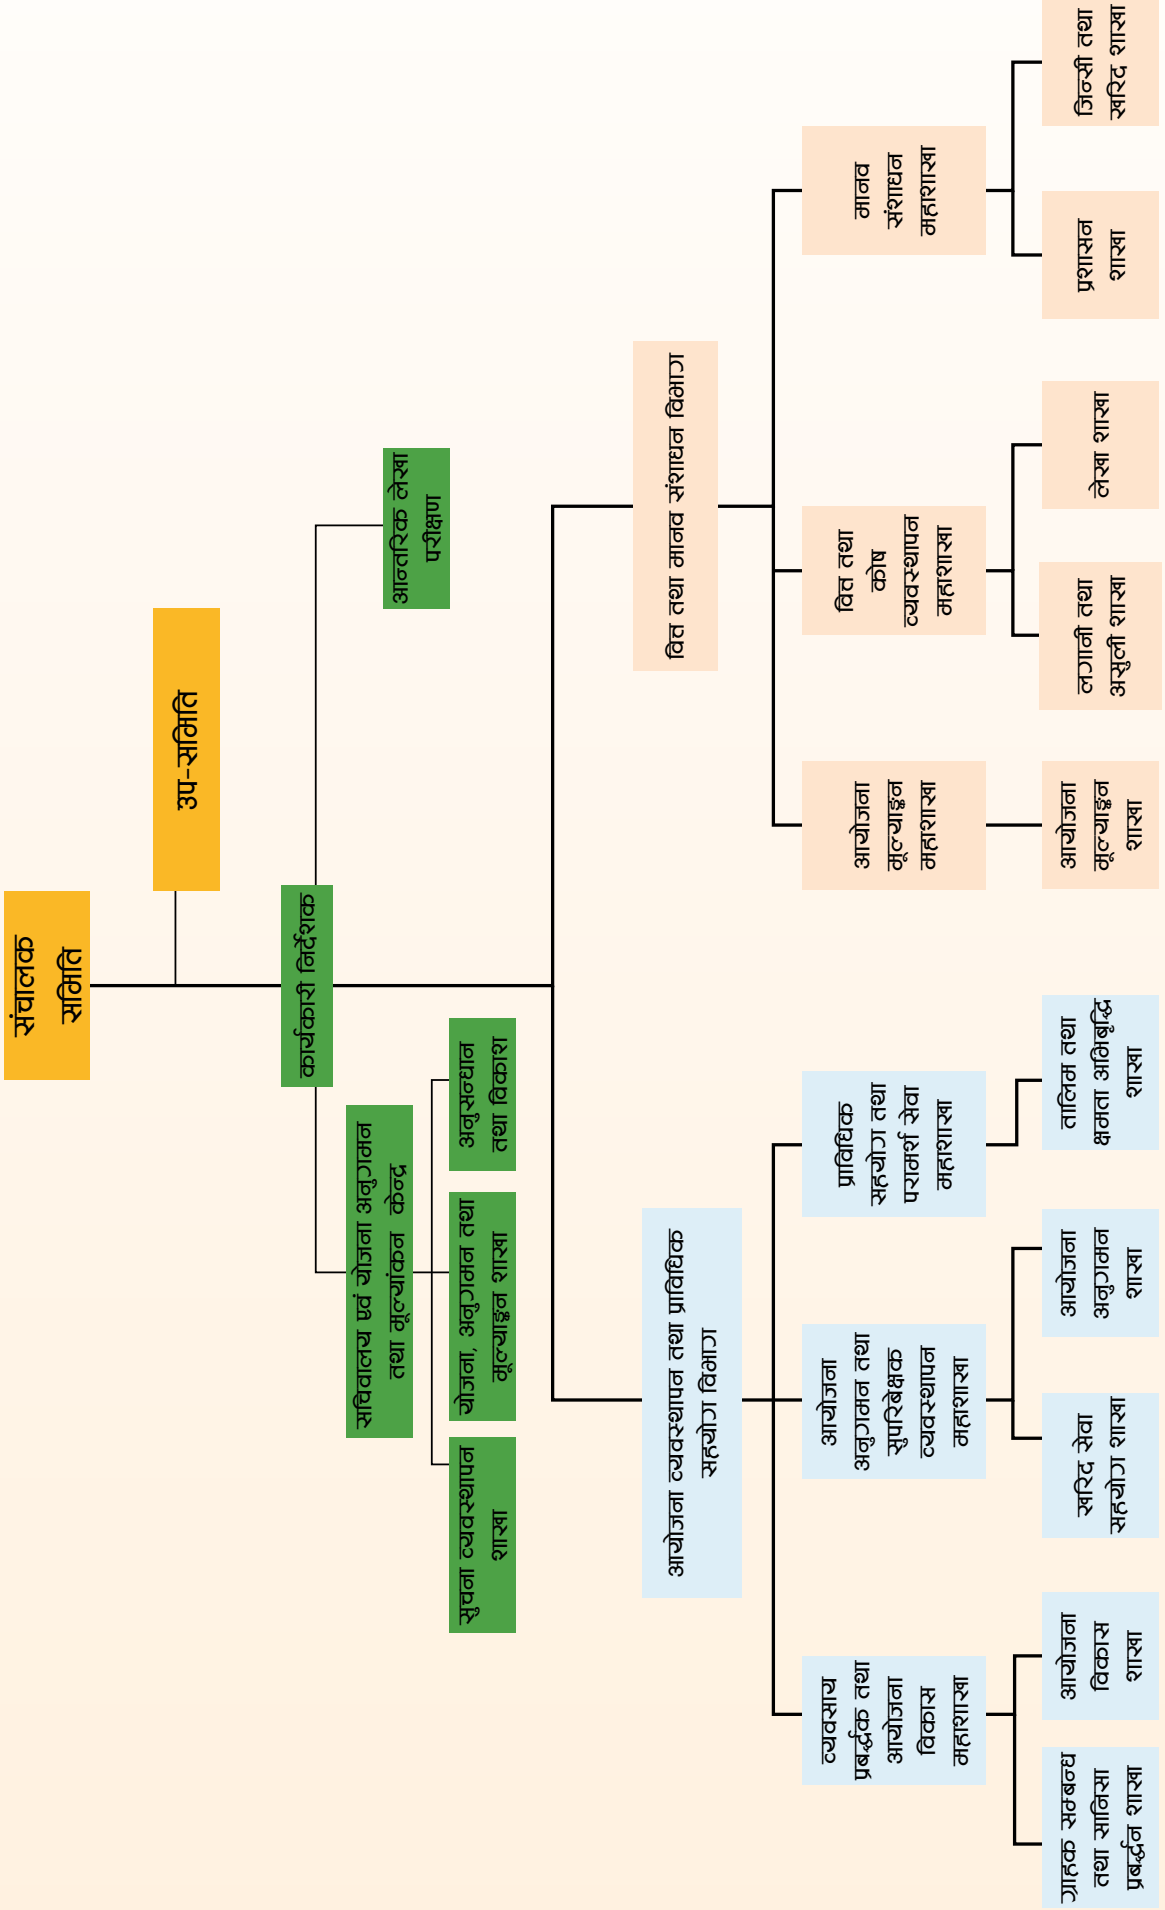 संचालक
समिति
उप-समिति
कार्यकारी निर्देशक
आन्तरिक लेखा
परीक्षण
सचिवालय एवं योजना अनुगमन
तथा मूल्यांकन केन्द्र
सुचना व्यवस्थापन
शाखा
योजना, अनुगमन तथा
मूल्याङ्कन शाखा
अनुसन्धान
तथा विकाश
आयोजना व्यवस्थापन तथा प्राविधिक
सहयोग विभाग
वित्त तथा मानव संशाधन विभाग
व्यवसाय
प्रबर्द्धक तथा
आयोजना
विकास
महाशाखा
आयोजना
अनुगमन तथा
सुपरिबेक्षक
व्यवस्थापन
महाशाखा
प्राविधिक
सहयोग तथा
परामर्श सेवा
महाशाखा
आयोजना
मूल्याङ्कन
महाशाखा
वित्त तथा
कोष
व्यवस्थापन
महाशाखा
मानव
संशाधन
महाशाखा
ग्राहक सम्बन्ध
तथा सानिसा
प्रबर्द्धन शाखा
आयोजना
विकास
शाखा
खरिद सेवा
सहयोग शाखा
आयोजना
अनुगमन
शाखा
तालिम तथा
क्षमता अभिबृद्धि
शाखा
आयोजना
मूल्याङ्कन
शाखा
लगानी तथा
असुली शाखा
लेखा शाखा
प्रशासन
शाखा
जिन्सी तथा
खरिद शाखा